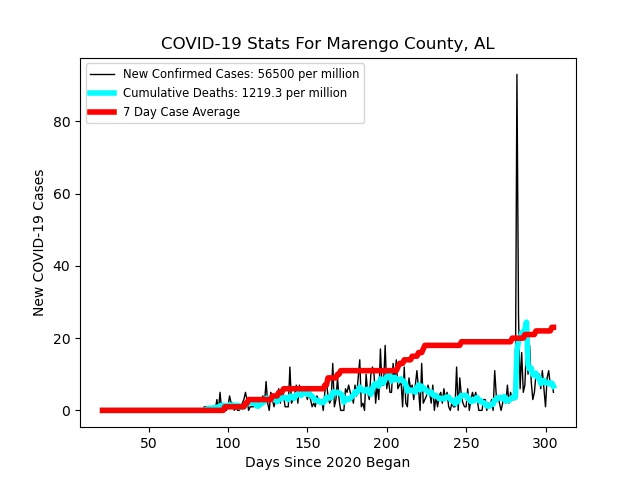 COVID-19 Stats For Marengo County, AL
New Confirmed Cases: 56500 per million
Cumulative Deaths: 1219.3 per million
7 Day Case Average
New COVID-19 Cases
80
60
40
20
0
50 100 150 200 250 300
Days Since 2020 Began